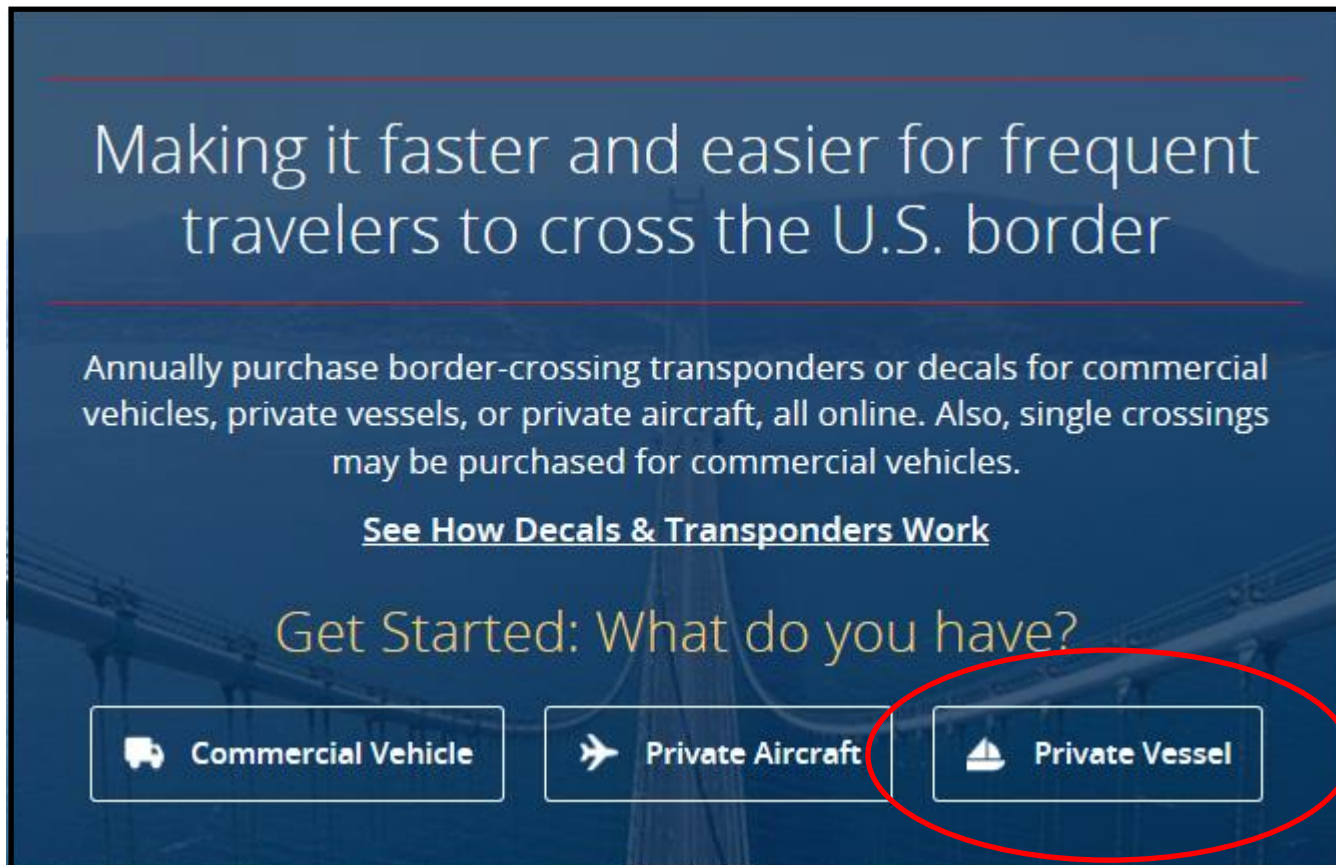 Making it faster and easier for frequent
travelers to cross the U.S. border
Annually purchase border-crossing transponders or decals for commercial
vehicles, private vessels, or private aircraft, all online. Also, single crossings
may be purchased for commercial vehicles.
See How Decals & Transponders Work
Get Started: What do you have?
Commercial Vehicle
Private Aircraft
Private Vessel